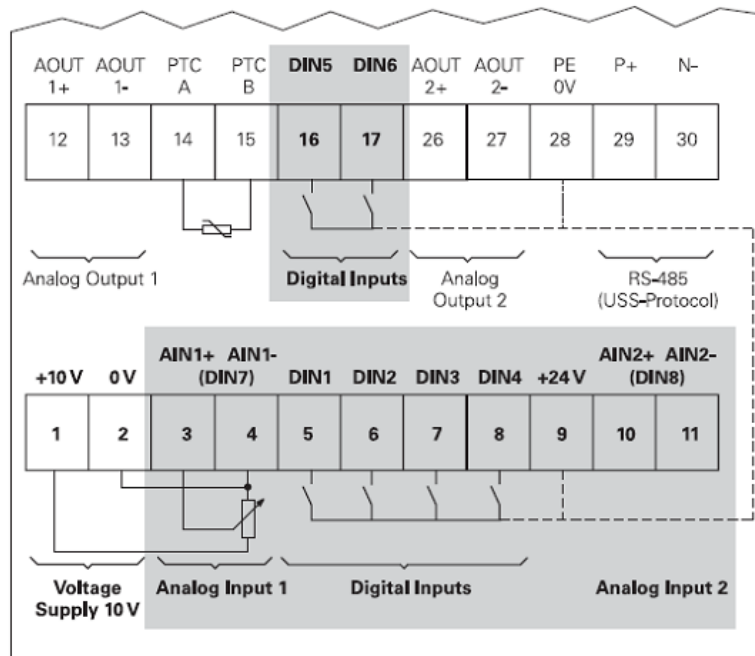 AOUT AOUT PTC PTC DIN5 DIN6 AOUT AOUT PE P+ N-
1+ 1- A B 2+ 2- 0V
12 13 14 15 16 17 26 27 28 29 30
Analog Output 1 Digital Inputs Analog RS-485
Output 2 (USS-Protocol)
AIN1+ AIN1- AIN2+ AIN2-
+10 V 0 V (DIN7) DIN1 DIN2 DIN3 DIN4 +24 V (DIN8)
1 2 3 4 5 6 7 8 9 10 11
Voltage Analog Input 1 Digital Inputs Analog Input 2
Supply 10 V